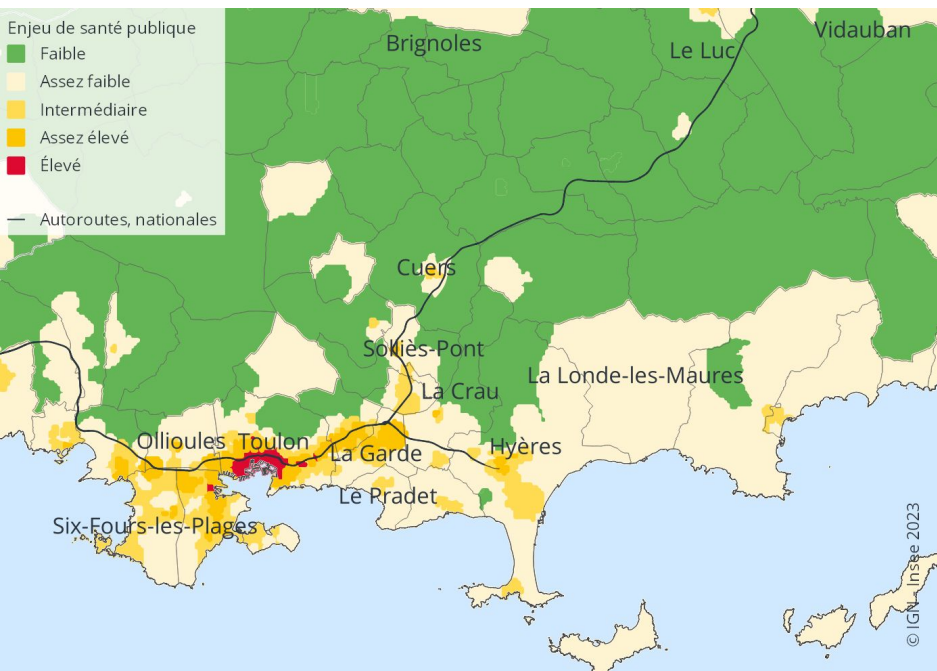 Enjeu de santé publique
Faible
Assez faible
Intermédiaire
Assez élevé
Élevé
Autoroutes, nationales
Brignoles
Le Luc
Vidauban
Cuers
Solliès-Pont
La Crau
La Londe-les-Maures
Ollioules
Toulon
La Garde
Hyères
Le Pradet
Six-Fours-les-Plages
© IGN - Insee 2023